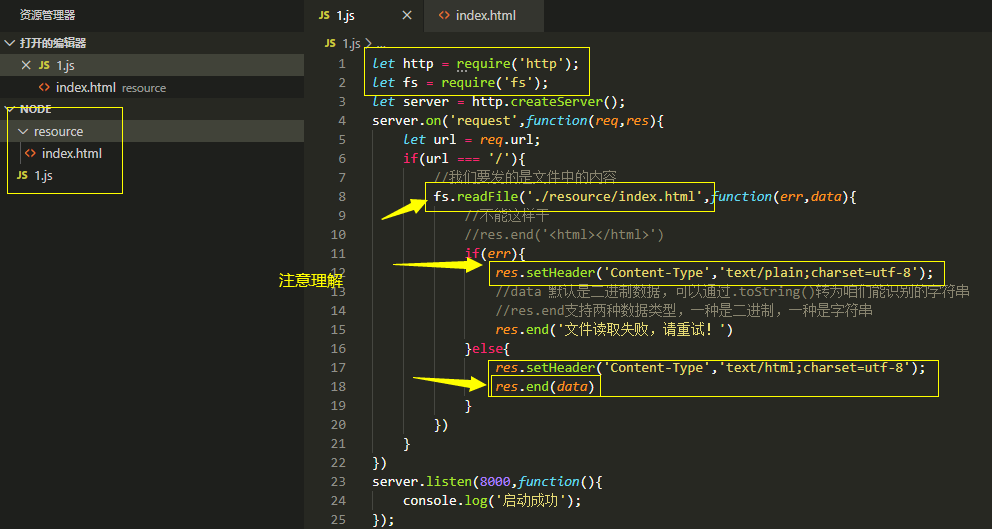 资源管理器
打开的编辑器
JS 1.js
<> index.html resource
NODE
resource
<> index.html
JS 1.js
JS 1.js ×
<> index.html
JS 1.js > ...
1 let http = require('http');
2 let fs = require('fs');
3 let server = http.createServer();
4 server.on('request',function(req,res){
5 let url = req.url;
6 if(url === '/'){
7 //我们要发的是文件中的内容
8 fs.readFile('./resource/index.html',function(err,data){
9 //不能这样干
10 //res.end('<html></html>')
11 if(err){
12 res.setHeader('Content-Type','text/plain;charset=utf-8');
注意理解
13 //data 默认是二进制数据，可以通过.toString()转为咱们能识别的字符串
14 //res.end支持两种数据类型，一种是二进制，一种是字符串
15 res.end('文件读取失败，请重试！')
16 }else{
17 res.setHeader('Content-Type','text/html;charset=utf-8');
18 res.end(data)
19 }
20 })
21 }
22 })
23 server.listen(8000,function(){
24 console.log('启动成功');
25 });